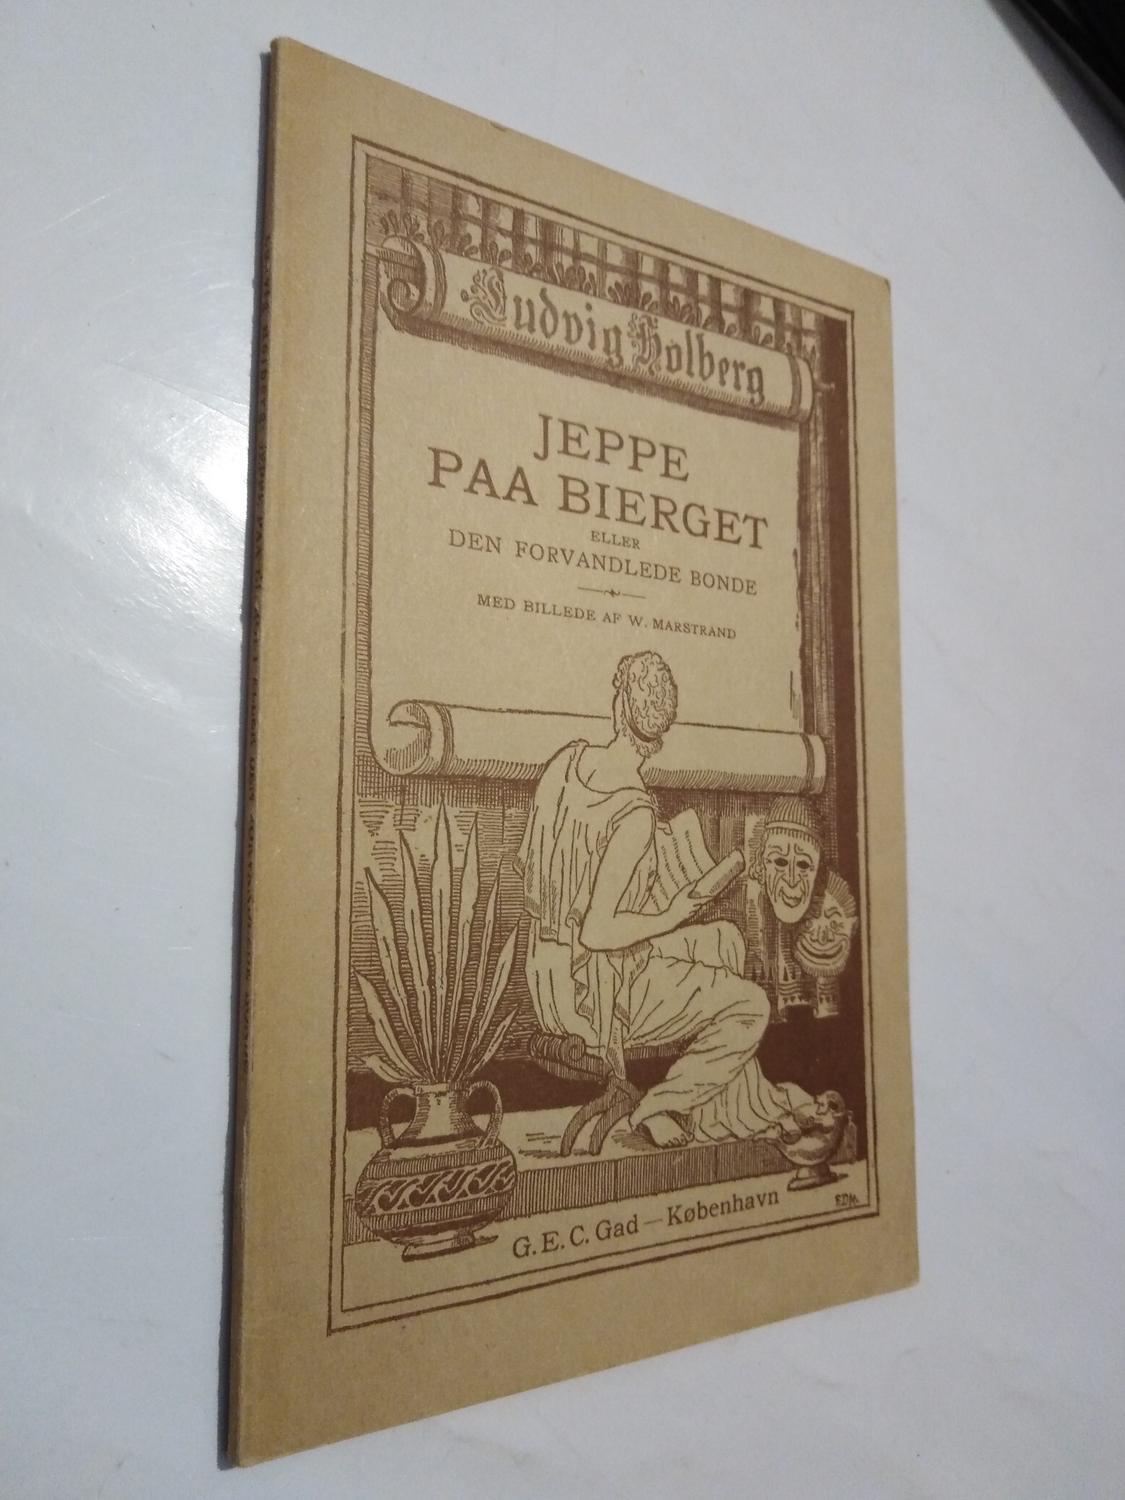 Ludvig Holberg
JEPPE
PAA BIERGET
ELLER
DEN FORVANDLEDE BONDE
MED BILLEDE AF W. MARSTRAND
G. E. C. Gad — København